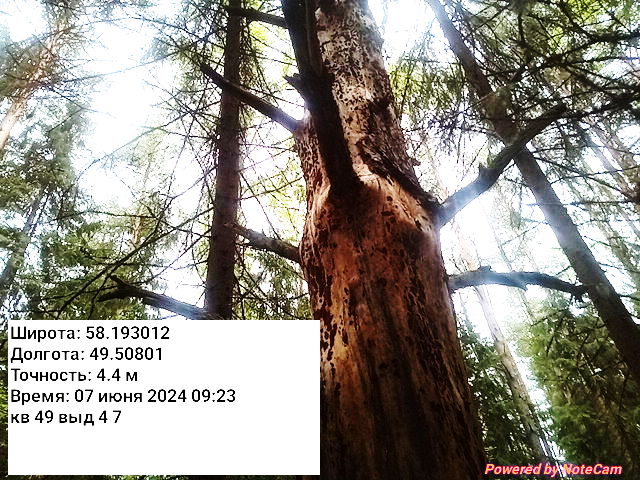 Широта: 58.193012
Долгота: 49.50801
Точность: 4.4 м
Время: 07 июня 2024 09:23
кв 49 выд 4 7
Powered by NoteCam